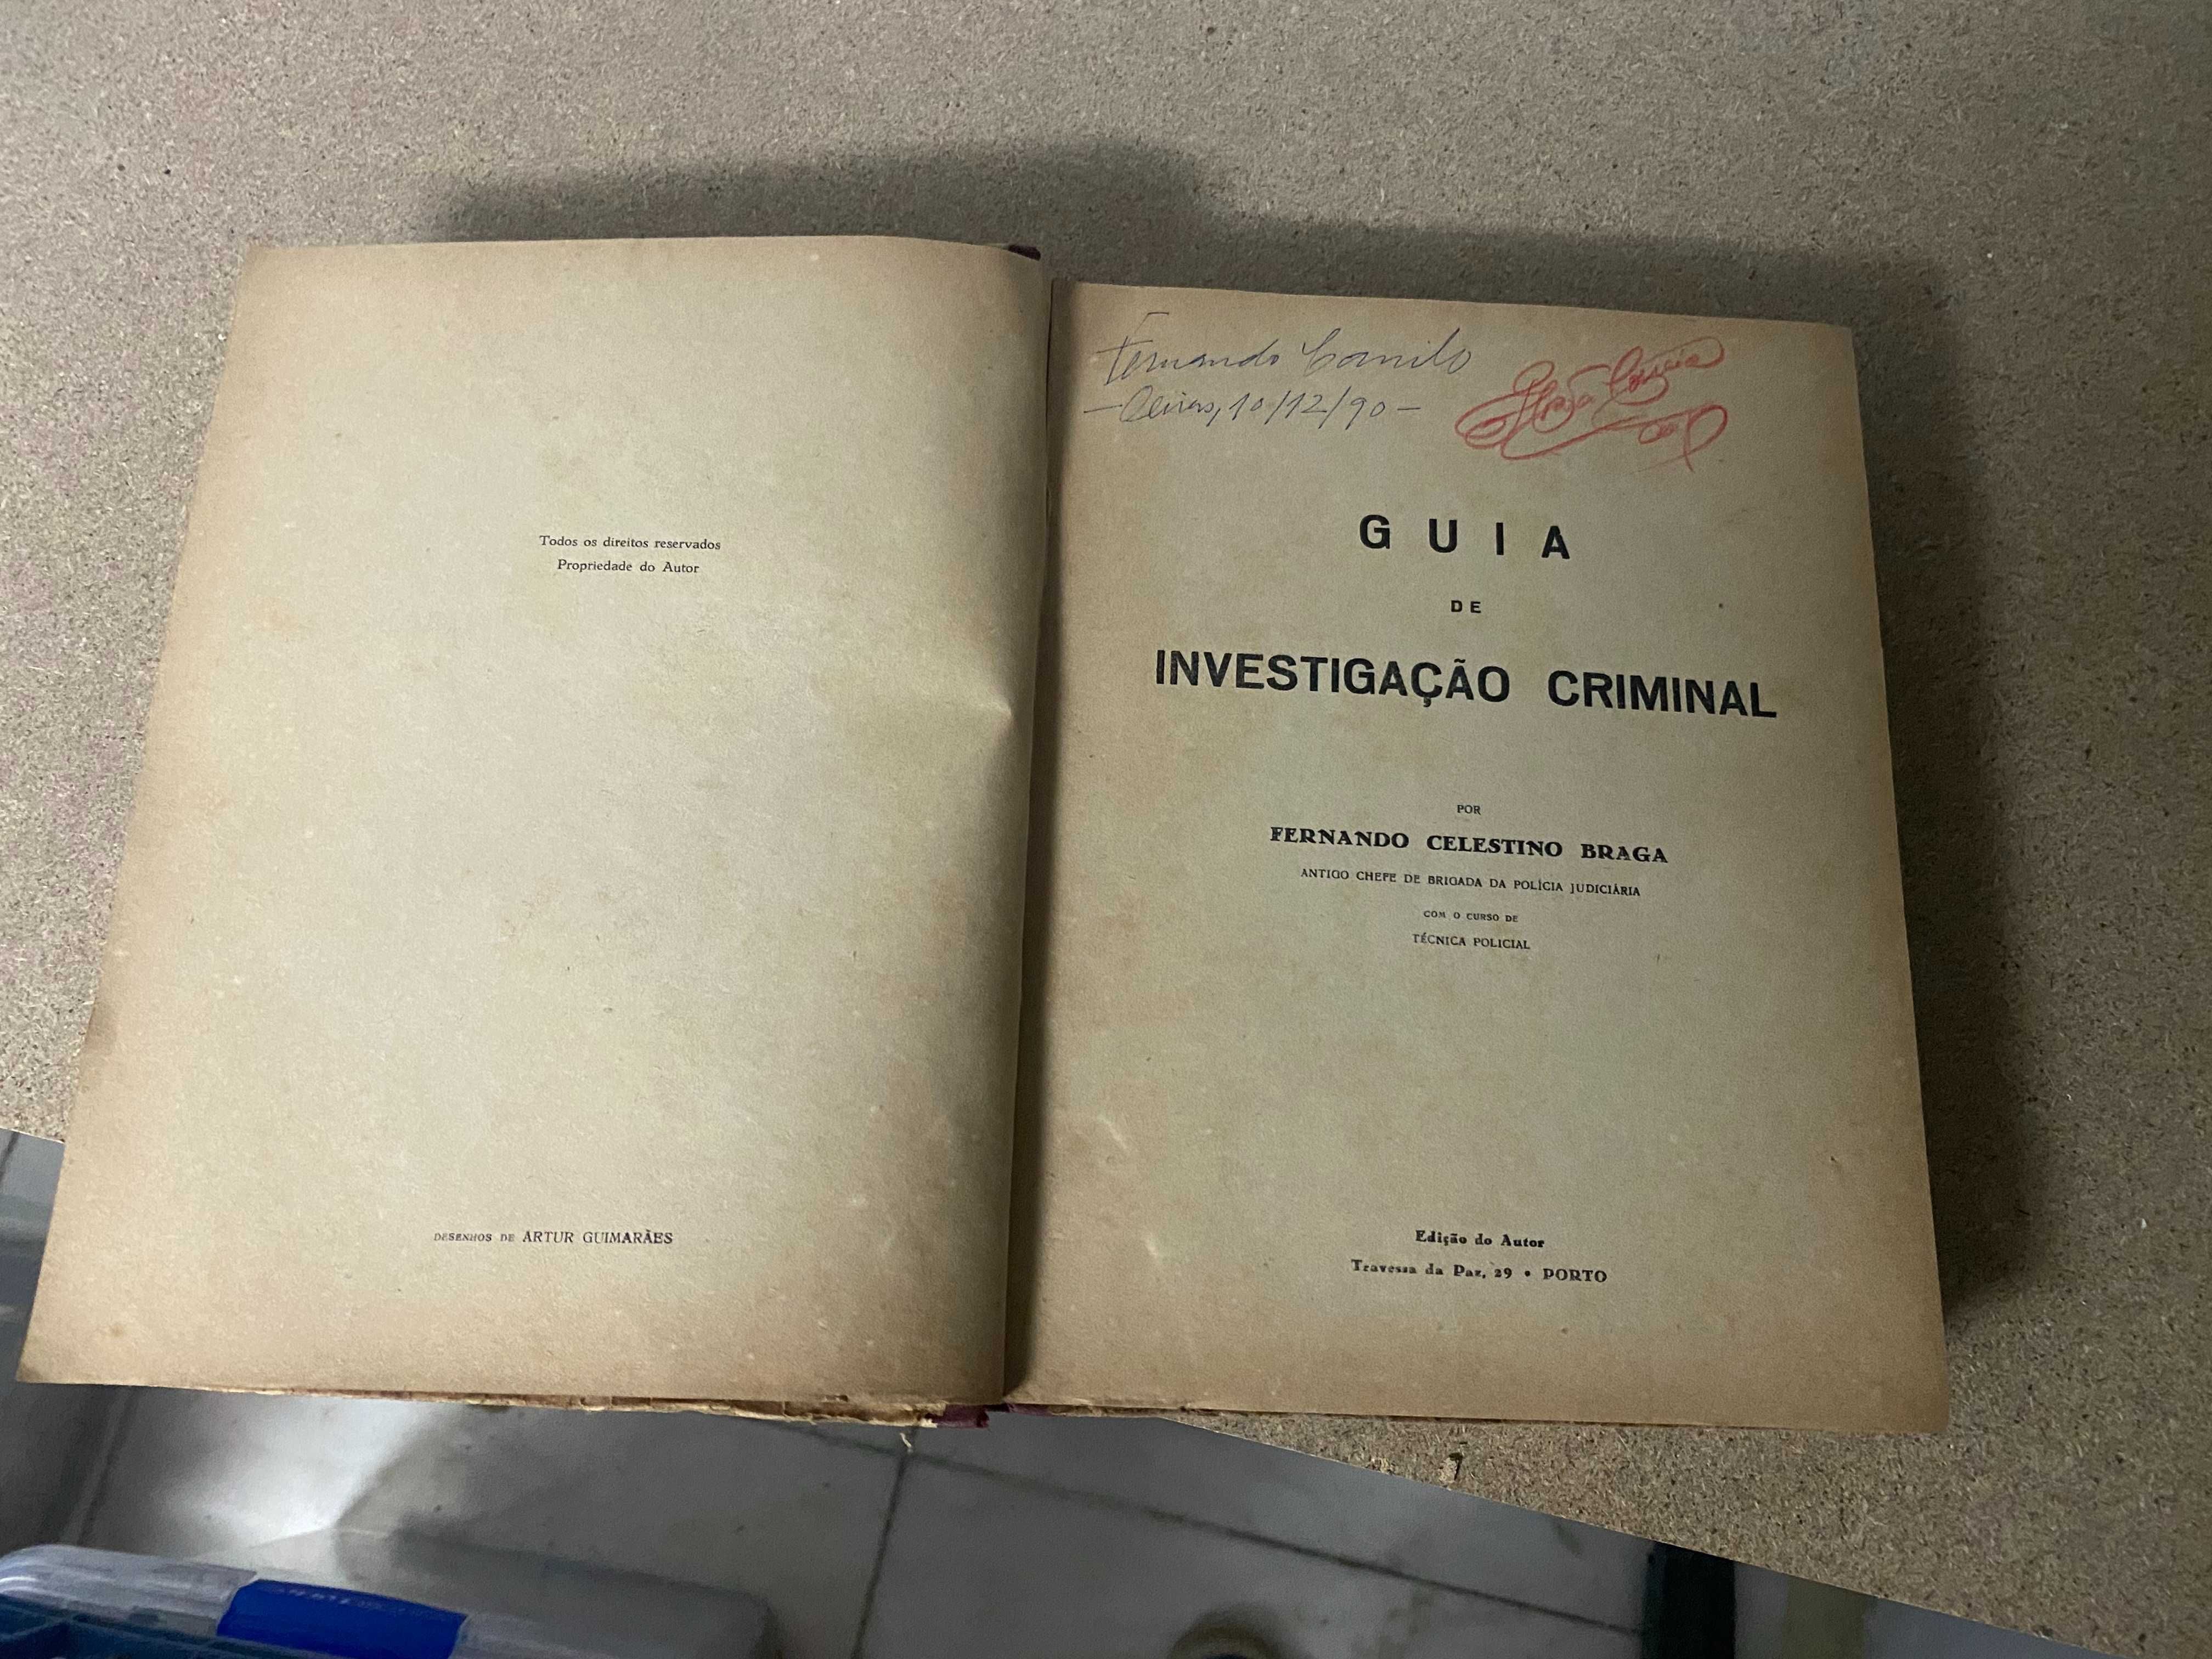 Todos os direitos reservados
Propriedade do Autor
DESENHOS DE ARTUR GUIMARÃES
Fernando Camilo
— Oeiras, 10/12/90 —
GUIA
DE
INVESTIGAÇÃO CRIMINAL
POR
FERNANDO CELESTINO BRAGA
ANTIGO CHEFE DE BRIGADA DA POLÍCIA JUDICIÁRIA
COM O CURSO DE
TÉCNICA POLICIAL
Edição do Autor
Travessa da Paz, 29 • PORTO